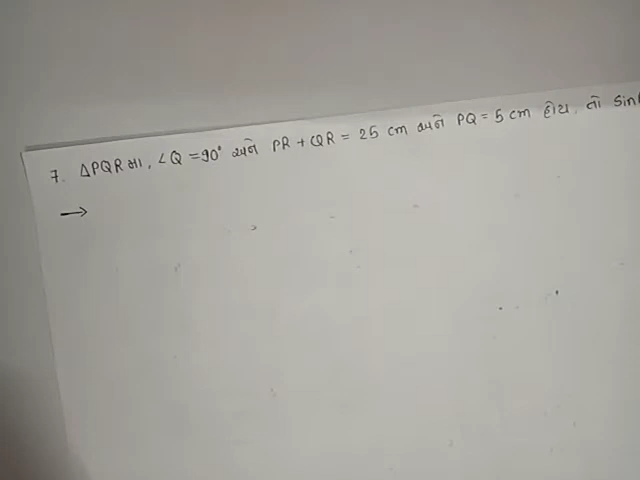 7. ΔPQR માં, ∠Q = 90° અને PR + QR = 25 cm અને PQ = 5 cm હોય, તો sin
→